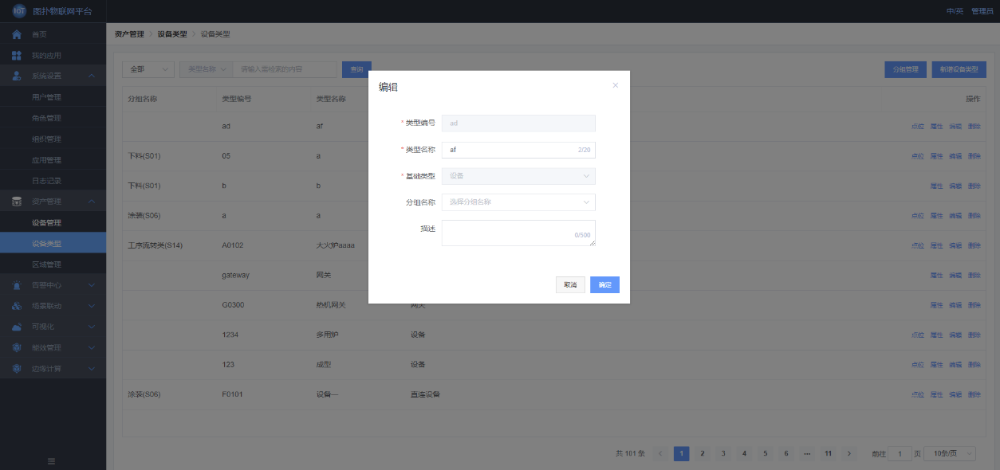 IOT 图扑物联网平台
中/英 管理员
首页
我的应用
系统设置
用户管理
角色管理
组织管理
应用管理
日志记录
资产管理
设备管理
设备类型
区域管理
告警中心
场景联动
可视化
能效管理
边缘计算
资产管理 > 设备类型 > 设备类型
全部 类型名称 请输入需检索的内容 查询 分组管理 新增设备类型
分组名称 类型编号 类型名称 操作
ad af 点位 属性 编辑 删除
下料(S01) 05 a 点位 属性 编辑 删除
下料(S01) b b 属性 编辑 删除
涂装(S06) a a 点位 属性 编辑 删除
工序流转类(S14) A0102 大火炉aaaa 点位 属性 编辑 删除
gateway 网关 属性 编辑 删除
G0300 热机网关 网关 属性 编辑 删除
1234 多用炉 设备 点位 属性 编辑 删除
123 成型 设备 点位 属性 编辑 删除
涂装(S06) F0101 设备一 直连设备 点位 属性 编辑 删除
共 101 条 < 1 2 3 4 5 6 ••• 11 > 前往 1 页 10条/页
编辑 ×
* 类型编号 ad
* 类型名称 af 2/20
* 基础类型 设备
分组名称 选择分组名称
描述 0/500
取消 确定